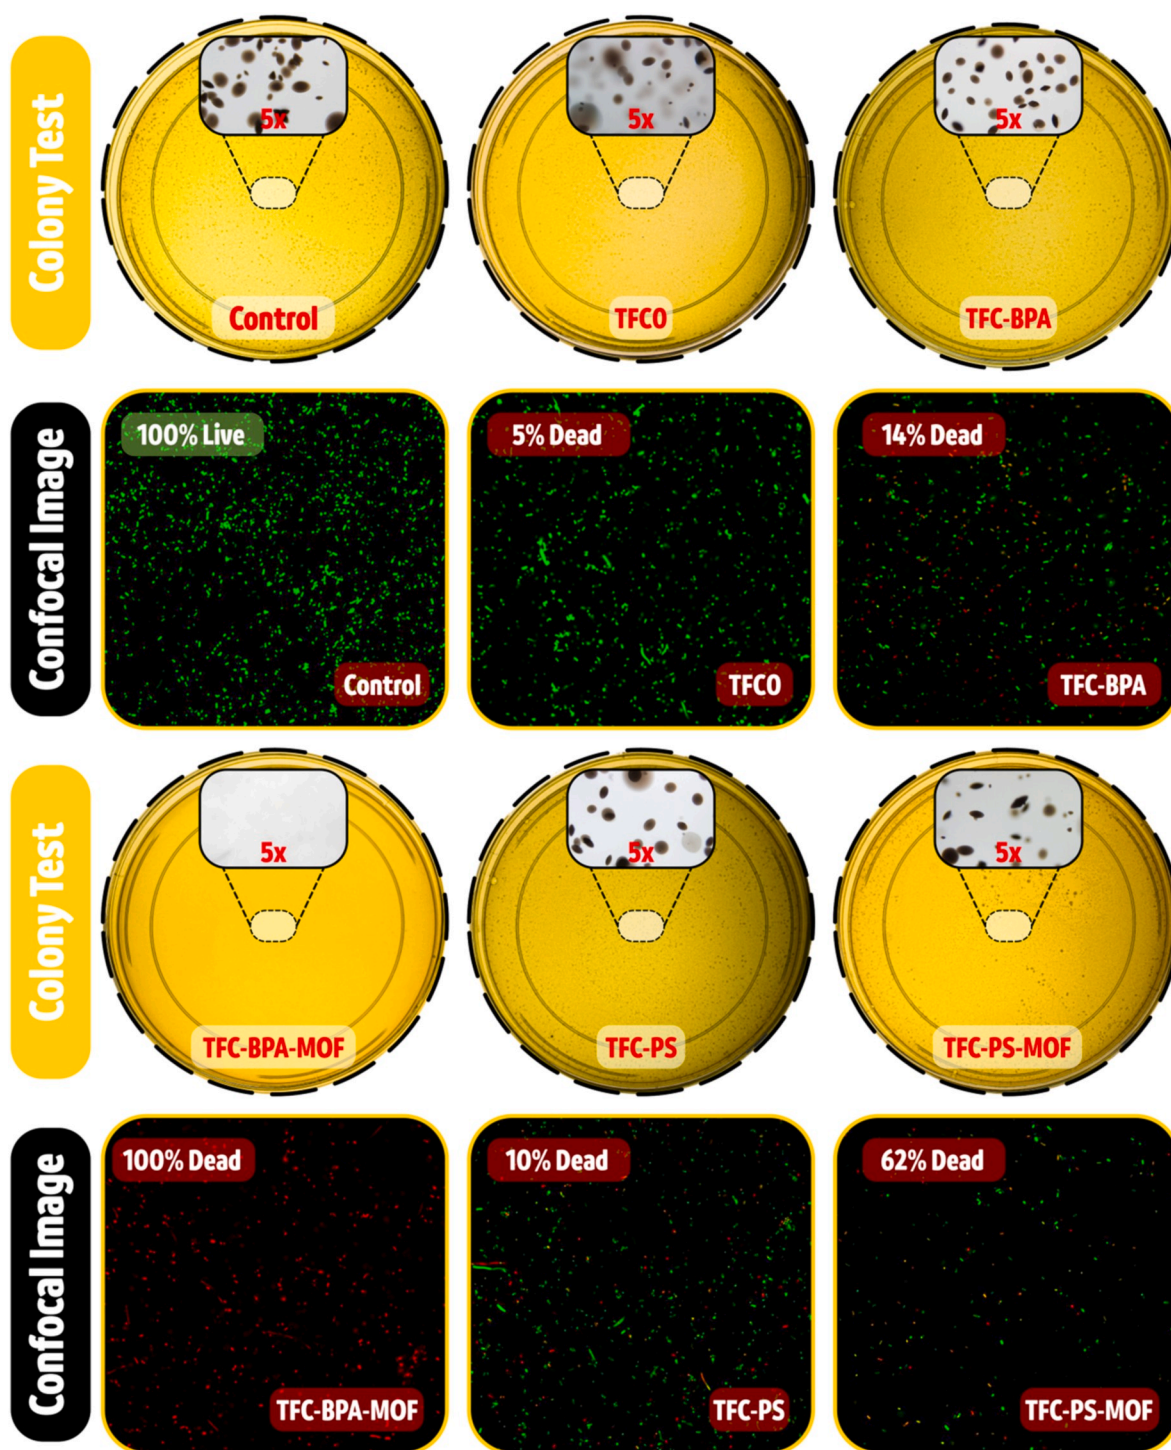 Colony Test
5x
5x
5x
Control
TFC0
TFC-BPA
Confocal Image
100% Live
5% Dead
14% Dead
Control
TFC0
TFC-BPA
Colony Test
5x
5x
5x
TFC-BPA-MOF
TFC-PS
TFC-PS-MOF
Confocal Image
100% Dead
10% Dead
62% Dead
TFC-BPA-MOF
TFC-PS
TFC-PS-MOF